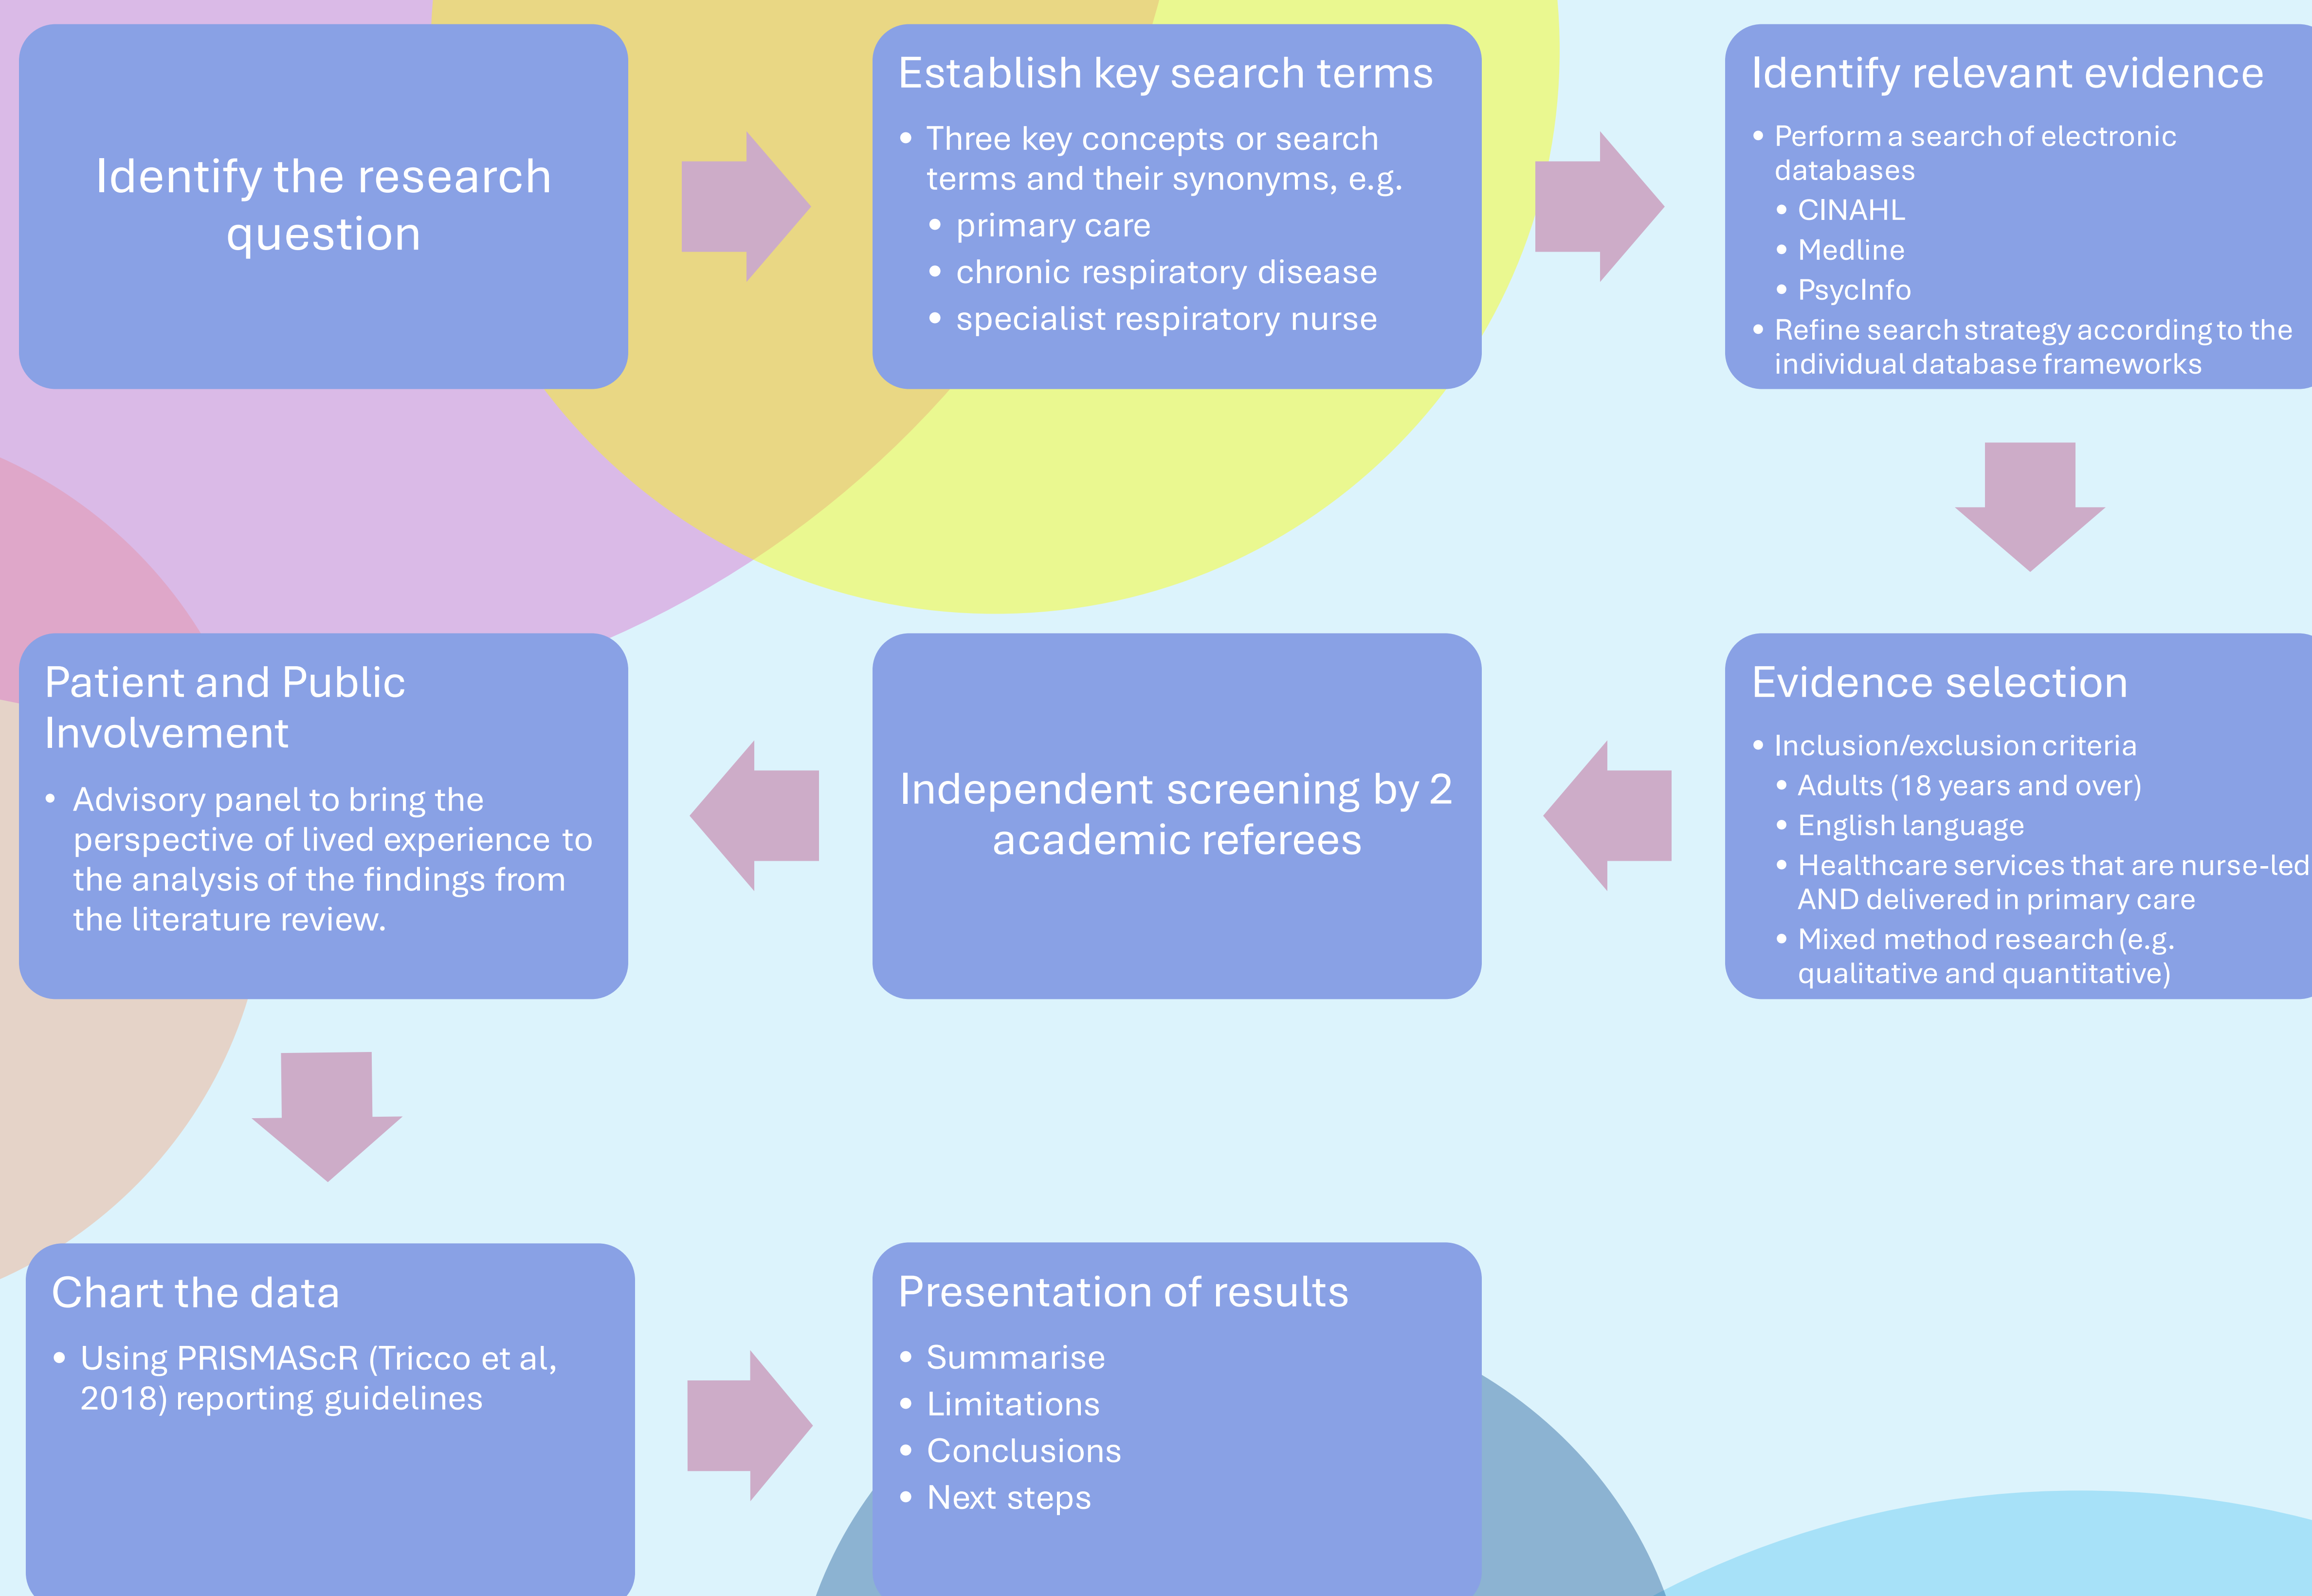 Identify the research
question
Establish key search terms
• Three key concepts or search
terms and their synonyms, e.g.
• primary care
• chronic respiratory disease
• specialist respiratory nurse
Identify relevant evidence
• Perform a search of electronic
databases
• CINAHL
• Medline
• PsycInfo
• Refine search strategy according to the
individual database frameworks
Evidence selection
• Inclusion/exclusion criteria
• Adults (18 years and over)
• English language
• Healthcare services that are nurse-led
AND delivered in primary care
• Mixed method research (e.g.
qualitative and quantitative)
Independent screening by 2
academic referees
Patient and Public
Involvement
• Advisory panel to bring the
perspective of lived experience to
the analysis of the findings from
the literature review.
Chart the data
• Using PRISMAScR (Tricco et al,
2018) reporting guidelines
Presentation of results
• Summarise
• Limitations
• Conclusions
• Next steps